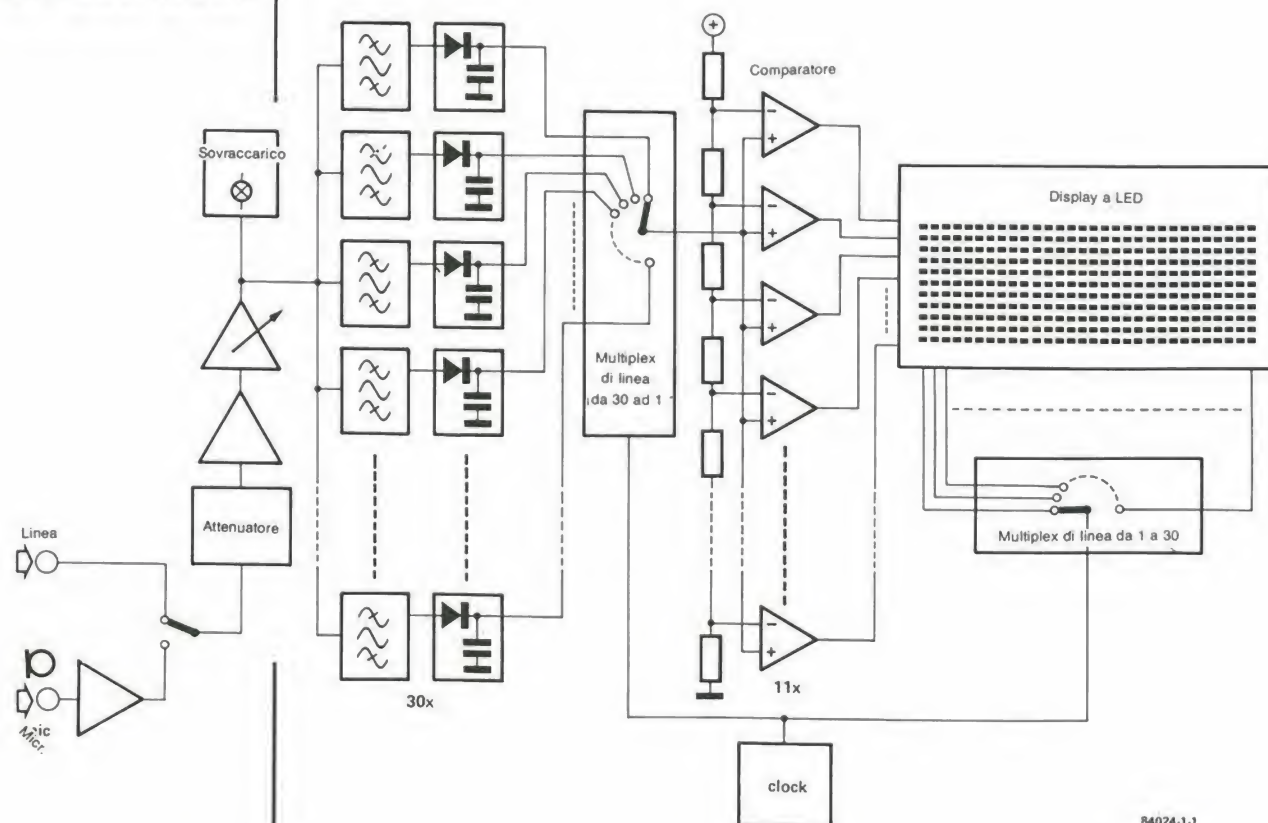 Sovraccarico
Attenuatore
Linea
Micr.
30x
Multiplex
di linea
da 30 ad 1
Comparatore
+
-
+
-
+
-
+
-
+
-
+
11x
Display a LED
Multiplex di linea da 1 a 30
clock
84024-1-1